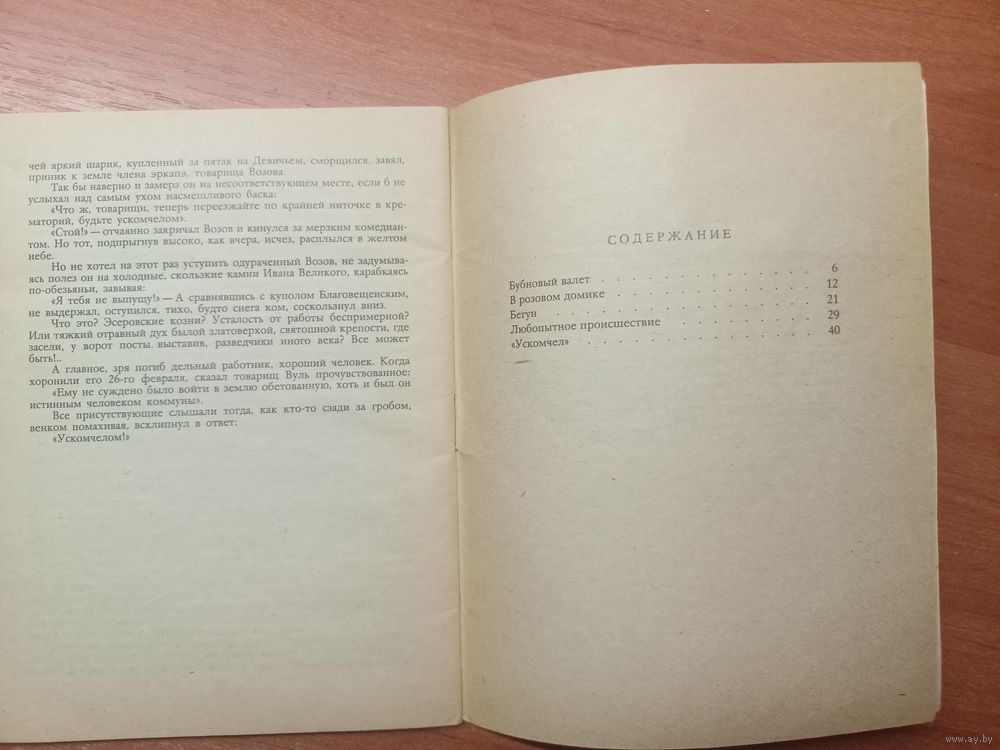 чей яркий шарик, купленный за пятак на Девичьем, сморщился, завял,
приник к земле члена эркапэ, товарища Возова.
Так бы наверно и замерз он на несоответствующем месте, если б не
услыхал над самым ухом насмешливого баска:
«Что ж, товарищи, теперь переезжайте по крайней ниточке в кре-
маторий, будьте ускомчелом».
«Стой!» — отчаянно закричал Возов и кинулся за мерзким комедиан-
том. Но тот, подпрыгнув высоко, как вчера, исчез, расплылся в желтом
небе.
Но не хотел на этот раз уступить одураченный Возов, не задумыва-
ясь полез он на холодные, скользкие камни Ивана Великого, карабкаясь
по-обезьяньи, завывая:
«Я тебя не выпущу!» — А сравнявшись с куполом Благовещенским,
не выдержал, оступился, тихо, будто снега ком, соскользнул вниз.
Что это? Эсеровские козни? Усталость от работы беспримерной?
Или тяжкий отравный дух былой златоверхой, святошной крепости, где
засели, у ворот посты выставив, разведчики иного века? Все может
быть!..
А главное, зря погиб дельный работник, хороший человек. Когда
хоронили его 26-го февраля, сказал товарищ Вуль прочувствованное:
«Ему не суждено было войти в землю обетованную, хоть и был он
истинным человеком коммуны».
Все присутствующие слышали тогда, как кто-то сзади за гробом,
венком помахивая, всхлипнул в ответ:
«Ускомчелом!»
СОДЕРЖАНИЕ
Бубновый валет . . . . . . . . . . 6
В розовом домике . . . . . . . . . . 12
Бегун . . . . . . . . . . . . 21
Любопытное происшествие . . . . . . . . 29
«Ускомчел» . . . . . . . . . . . 40
www.ay.by